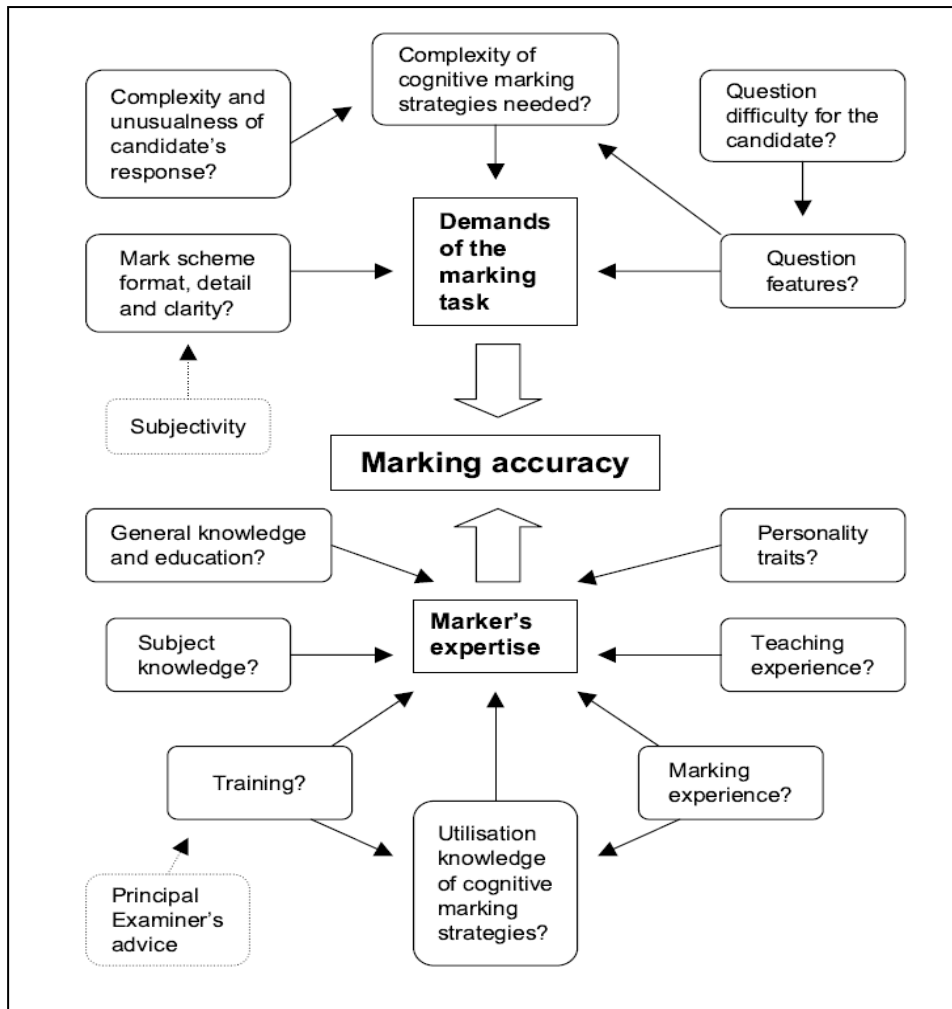 Complexity of
cognitive marking
strategies needed?
Complexity and
unusualness of
candidate's
response?
Question
difficulty for the
candidate?
Demands
of the
marking
task
Mark scheme
format, detail
and clarity?
Question
features?
Subjectivity
Marking accuracy
General knowledge
and education?
Personality
traits?
Marker's
expertise
Subject
knowledge?
Teaching
experience?
Training?
Marking
experience?
Utilisation
knowledge
of cognitive
marking
strategies?
Principal
Examiner's
advice